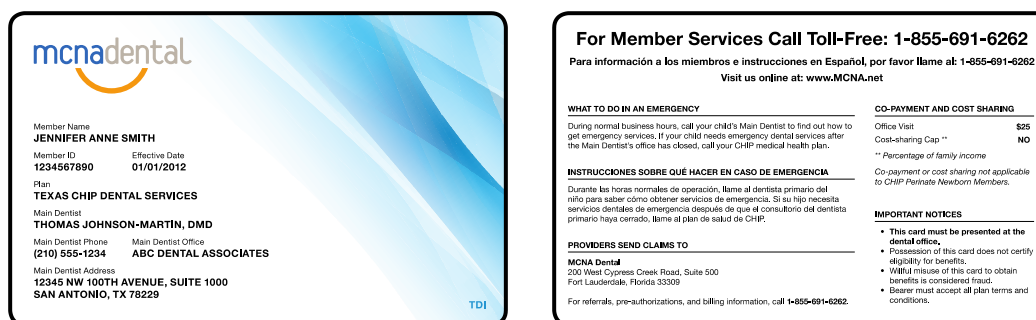 mcnadental
Member Name
JENNIFER ANNE SMITH
Member ID Effective Date
1234567890 01/01/2012
Plan
TEXAS CHIP DENTAL SERVICES
Main Dentist
THOMAS JOHNSON-MARTIN, DMD
Main Dentist Phone Main Dentist Office
(210) 555-1234 ABC DENTAL ASSOCIATES
Main Dentist Address
12345 NW 100TH AVENUE, SUITE 1000
SAN ANTONIO, TX 78229
TDI
For Member Services Call Toll-Free: 1-855-691-6262
Para información a los miembros e instrucciones en Español, por favor llame al: 1-855-691-6262
Visit us online at: www.MCNA.net
WHAT TO DO IN AN EMERGENCY
During normal business hours, call your child's Main Dentist to find out how to
get emergency services. If your child needs emergency dental services after
the Main Dentist's office has closed, call your CHIP medical health plan.
INSTRUCCIONES SOBRE QUÉ HACER EN CASO DE EMERGENCIA
Durante las horas normales de operación, llame al dentista primario del
niño para saber cómo obtener servicios de emergencia. Si su hijo necesita
servicios dentales de emergencia después de que el consultorio del dentista
primario haya cerrado, llame al plan de salud de CHIP.
PROVIDERS SEND CLAIMS TO
MCNA Dental
200 West Cypress Creek Road, Suite 500
Fort Lauderdale, Florida 33309
For referrals, pre-authorizations, and billing information, call 1-855-691-6262.
CO-PAYMENT AND COST SHARING
Office Visit $25
Cost-sharing Cap ** NO
** Percentage of family income
Co-payment or cost sharing not applicable
to CHIP Perinate Newborn Members.
IMPORTANT NOTICES
• This card must be presented at the
dental office.
• Possession of this card does not certify
eligibility for benefits.
• Willful misuse of this card to obtain
benefits is considered fraud.
• Bearer must accept all plan terms and
conditions.